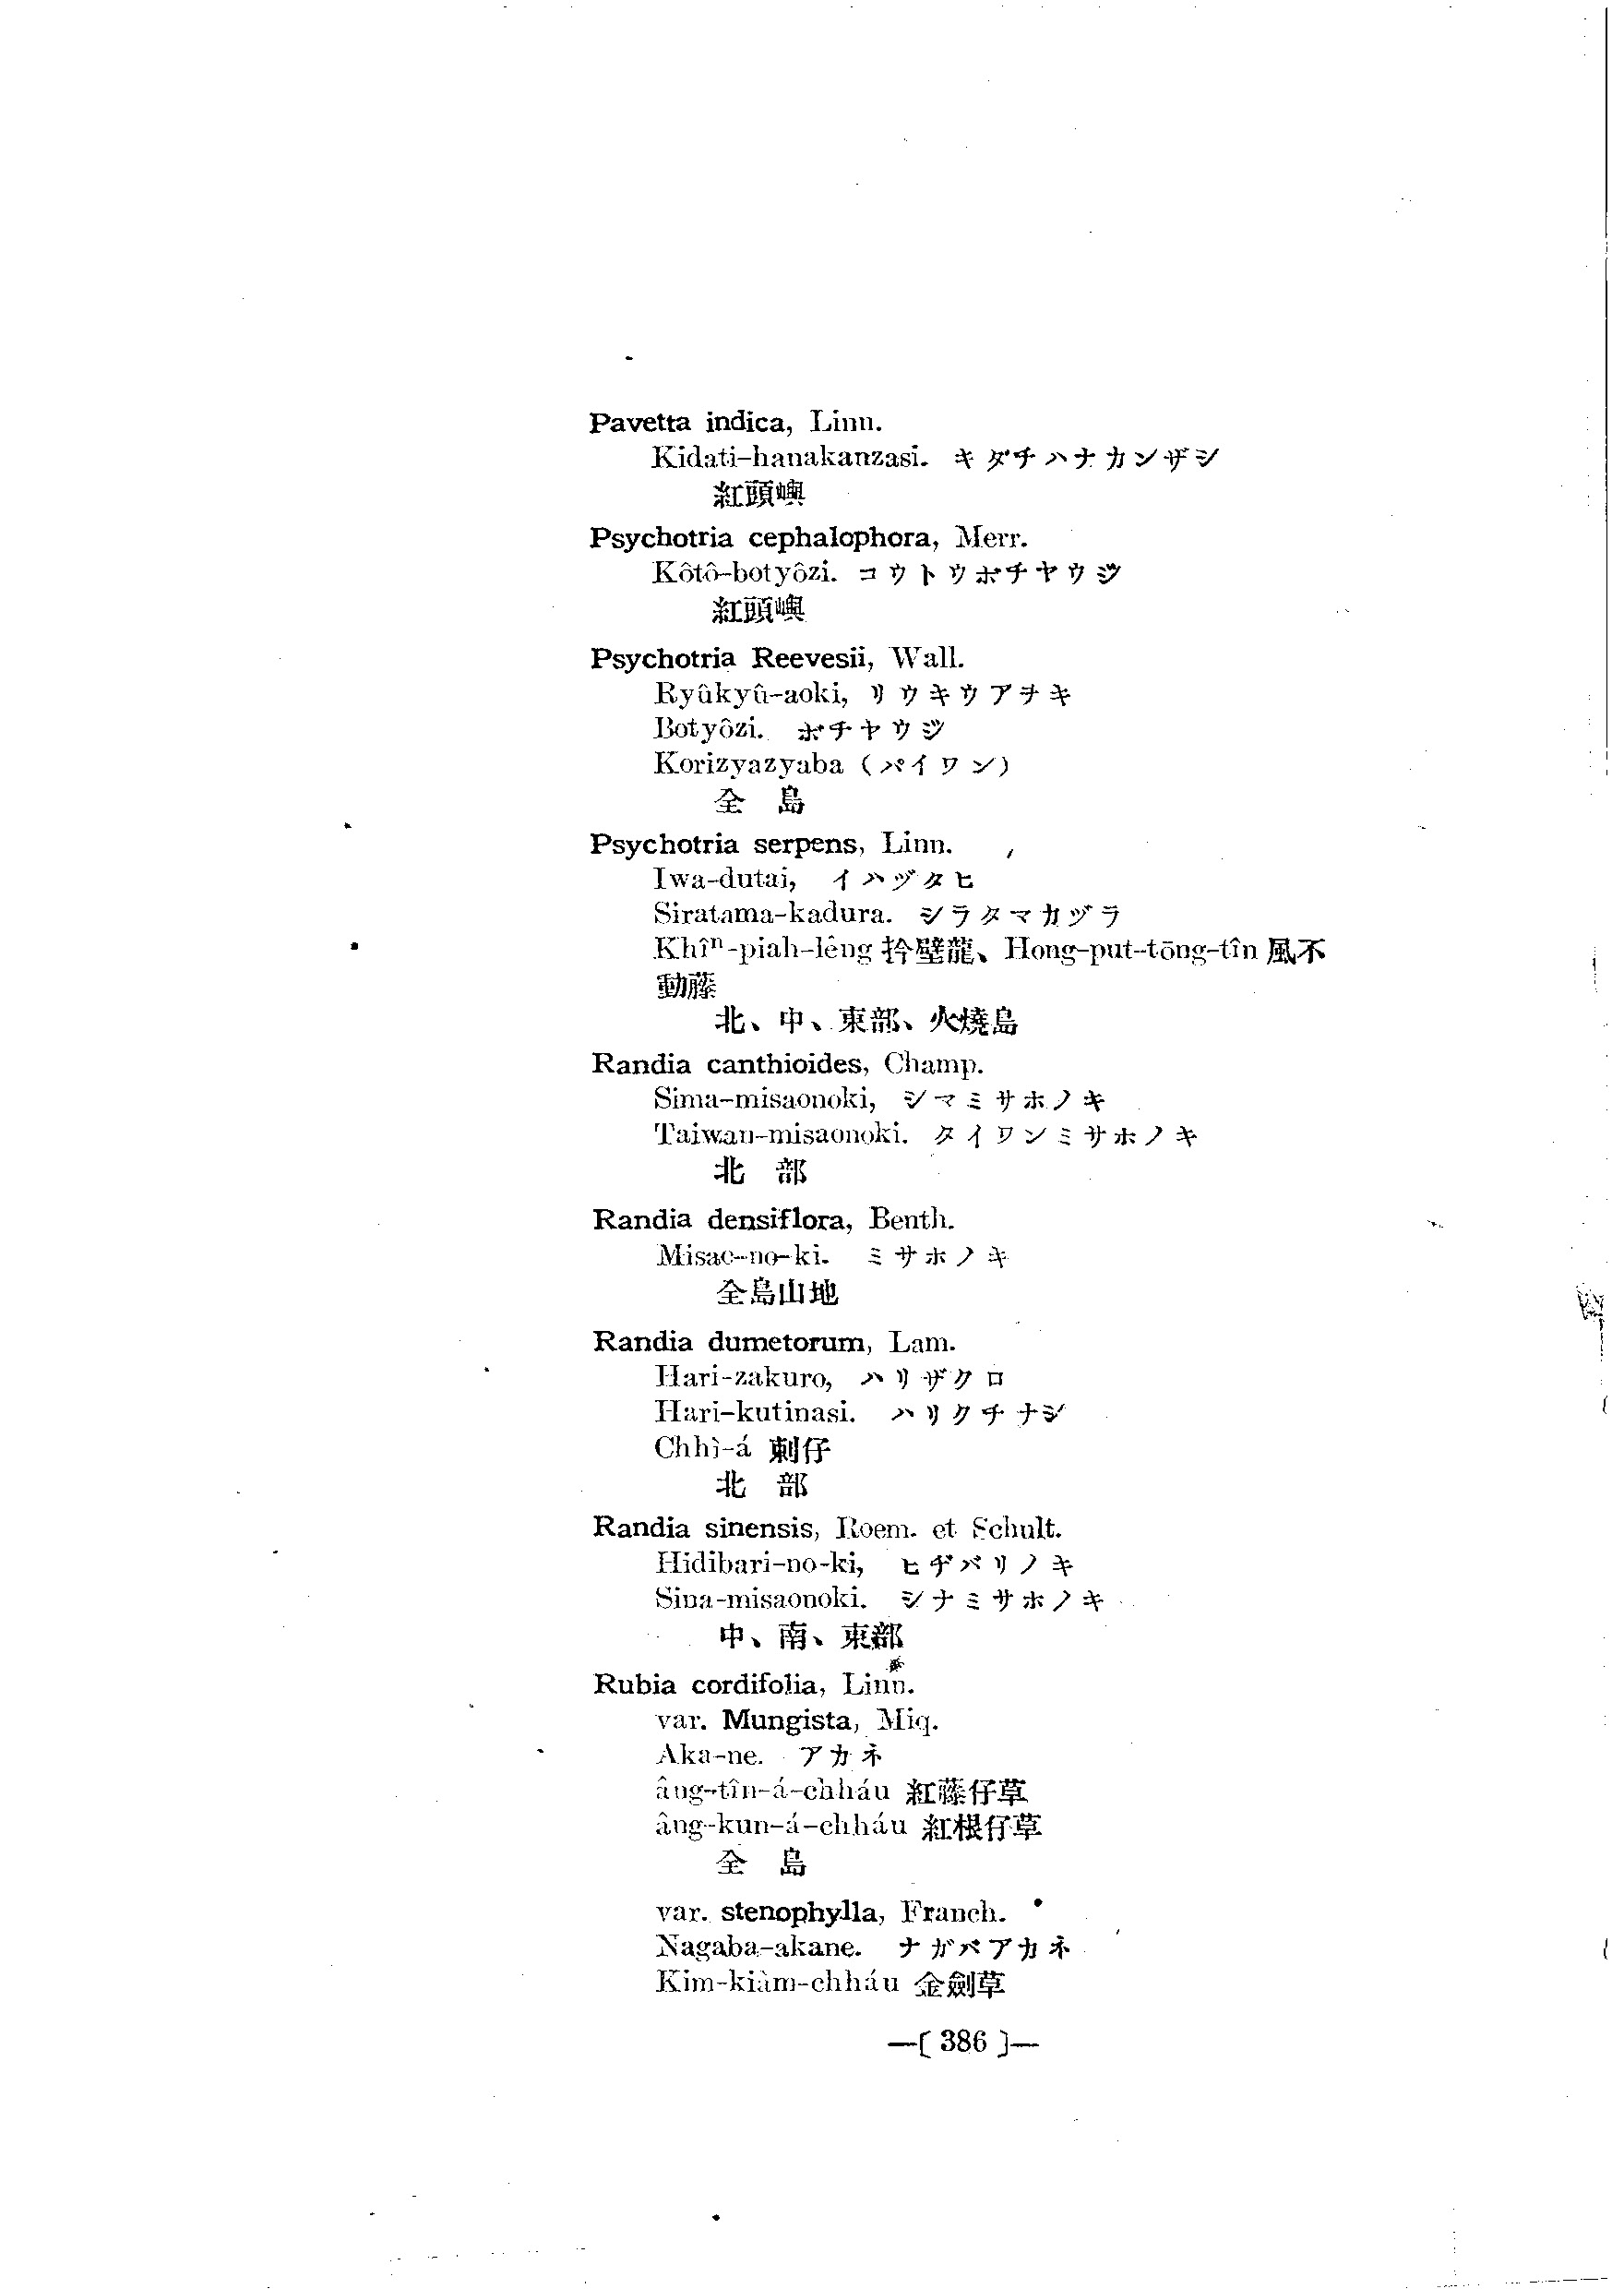 Pavetta indica, Linn.
Kidati-hanakanzasi. キダチハナカンザシ
紅頭嶼
Psychotria cephalophora, Merr.
Kôtô-botyôzi. コウトウボチヤウジ
紅頭嶼
Psychotria Reevesii, Wall.
Ryûkyû-aoki, リウキウアヲキ
Botyôzi. ボチヤウジ
Korizyazyaba (パイワン)
全 島
Psychotria serpens, Linn.
Iwa-dutai, イハヅタヒ
Siratama-kadura. シラタマカヅラ
Khîⁿ-piah-lêng 扲壁龍、Hong-put-tōng-tîn 風不
動藤
北、中、東部、火燒島
Randia canthioides, Champ.
Sima-misaonoki, シマミサホノキ
Taiwan-misaonoki. タイワンミサホノキ
北 部
Randia densiflora, Benth.
Misao-no-ki. ミサホノキ
全島山地
Randia dumetorum, Lam.
Hari-zakuro, ハリザクロ
Hari-kutinasi. ハリクチナシ
Chhì-á 刺仔
北 部
Randia sinensis, Roem. et Schult.
Hidibari-no-ki, ヒヂバリノキ
Sina-misaonoki. シナミサホノキ
中、南、東部
Rubia cordifolia, Linn.
var. Mungista, Miq.
Aka-ne. アカネ
âng-tîn-á-chháu 紅藤仔草
âng-kun-á-chháu 紅根仔草
全 島
var. stenophylla, Franch.
Nagaba-akane. ナガバアカネ
Kim-kiàm-chháu 金劍草
—[ 386 ]—